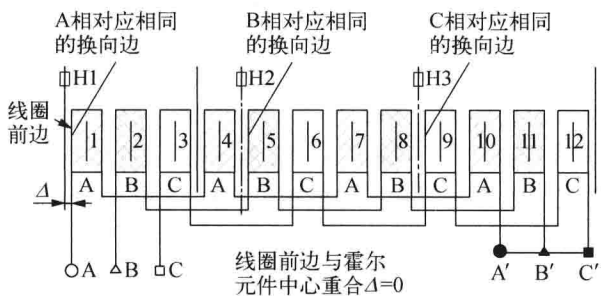 A相对应相同
的换向边
B相对应相同
的换向边
C相对应相同
的换向边
H1
H2
H3
线圈
前边
1 2 3 4 5 6 7 8 9 10 11 12
A B C A B C A B C A B C
Δ
A B C
线圈前边与霍尔
元件中心重合Δ=0
A′ B′ C′